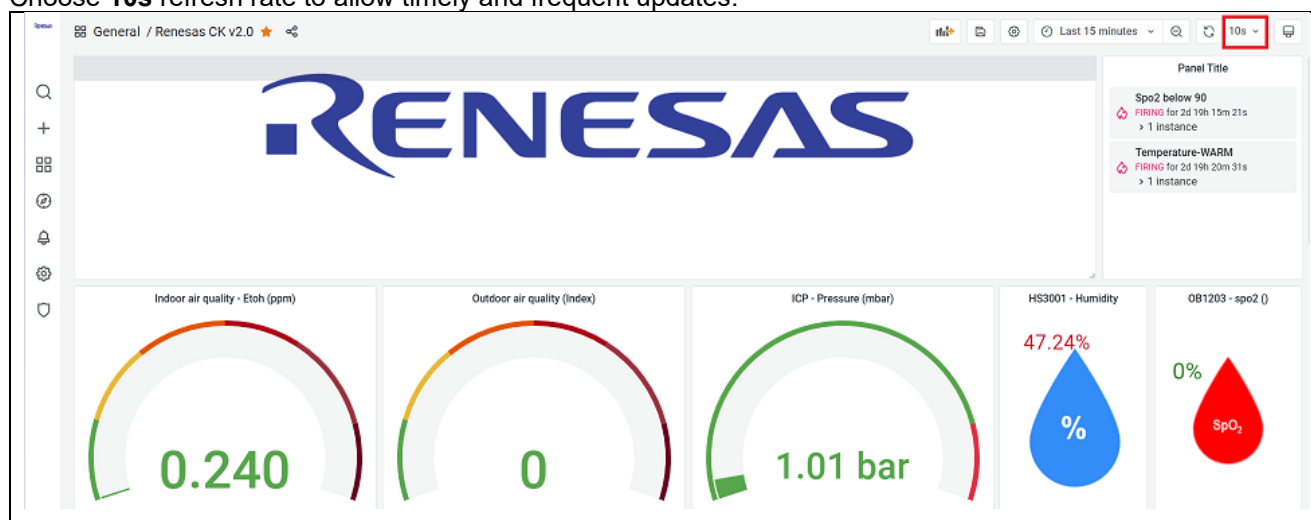 Choose 10s refresh rate to allow timely and frequent updates.
General / Renesas CK v2.0
Last 15 minutes
10s
RENESAS
Panel Title
Spo2 below 90
FIRING for 2d 19h 15m 21s
> 1 instance
Temperature-WARM
FIRING for 2d 19h 20m 31s
> 1 instance
Indoor air quality - Etoh (ppm)
Outdoor air quality (Index)
ICP - Pressure (mbar)
HS3001 - Humidity
OB1203 - spo2 ()
47.24%
0%
%
SpO₂
0.240
0
1.01 bar